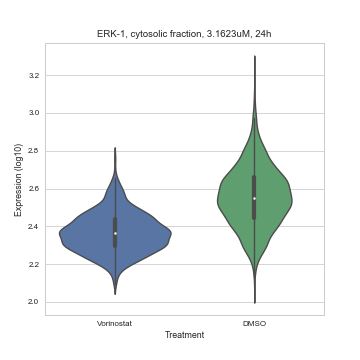 ERK-1, cytosolic fraction, 3.1623uM, 24h
Expression (log10)
3.2
3.0
2.8
2.6
2.4
2.2
2.0
Vorinostat
DMSO
Treatment